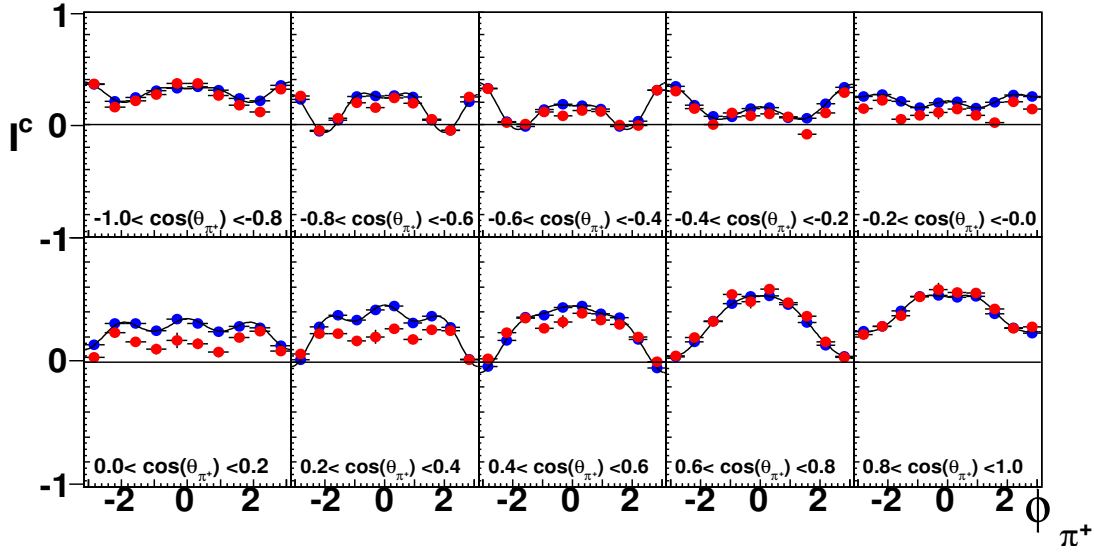 1
I^c
0
-1.0< cos(θ_π+) <-0.8
-0.8< cos(θ_π+) <-0.6
-0.6< cos(θ_π+) <-0.4
-0.4< cos(θ_π+) <-0.2
-0.2< cos(θ_π+) <-0.0
-1
0
0.0< cos(θ_π+) <0.2
0.2< cos(θ_π+) <0.4
0.4< cos(θ_π+) <0.6
0.6< cos(θ_π+) <0.8
0.8< cos(θ_π+) <1.0
-1
-2 0 2 -2 0 2 -2 0 2 -2 0 2 -2 0 2 ϕ_π+